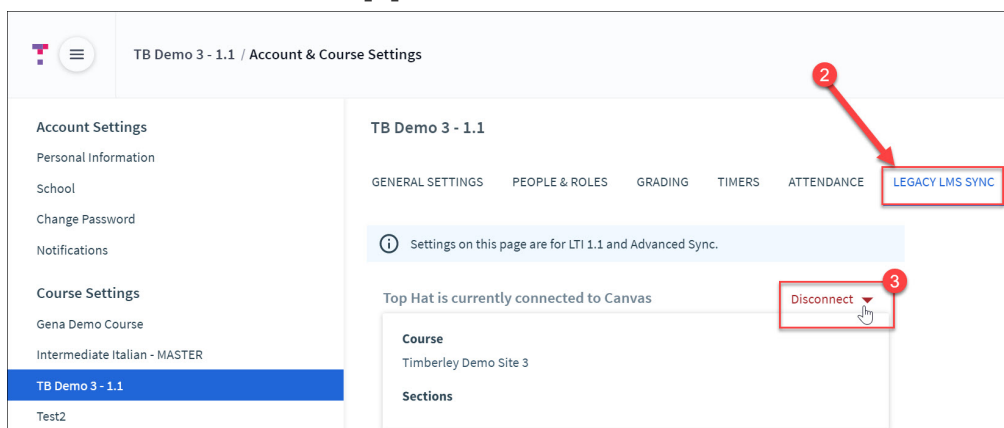 TB Demo 3 - 1.1 / Account & Course Settings
2
Account Settings
Personal Information
School
Change Password
Notifications
Course Settings
Gena Demo Course
Intermediate Italian - MASTER
TB Demo 3 - 1.1
Test2
TB Demo 3 - 1.1
GENERAL SETTINGS PEOPLE & ROLES GRADING TIMERS ATTENDANCE LEGACY LMS SYNC
Settings on this page are for LTI 1.1 and Advanced Sync.
3
Top Hat is currently connected to Canvas Disconnect
Course
Timberley Demo Site 3
Sections